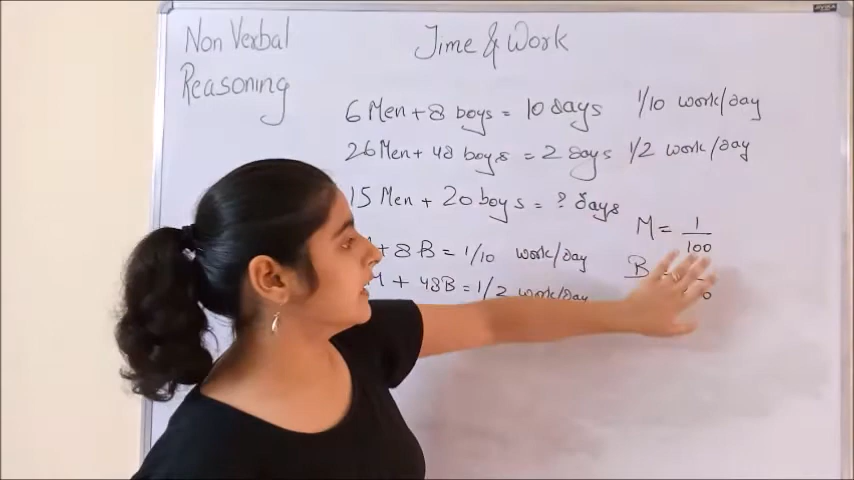 Non Verbal
Reasoning
Time & Work
6 Men + 8 boys = 10 days 1/10 work/day
26 Men + 48 boys = 2 days 1/2 work/day
15 Men + 20 boys = ? days
+ 8B = 1/10 work/day
M + 48B = 1/2 work/day
M = 1/100
B